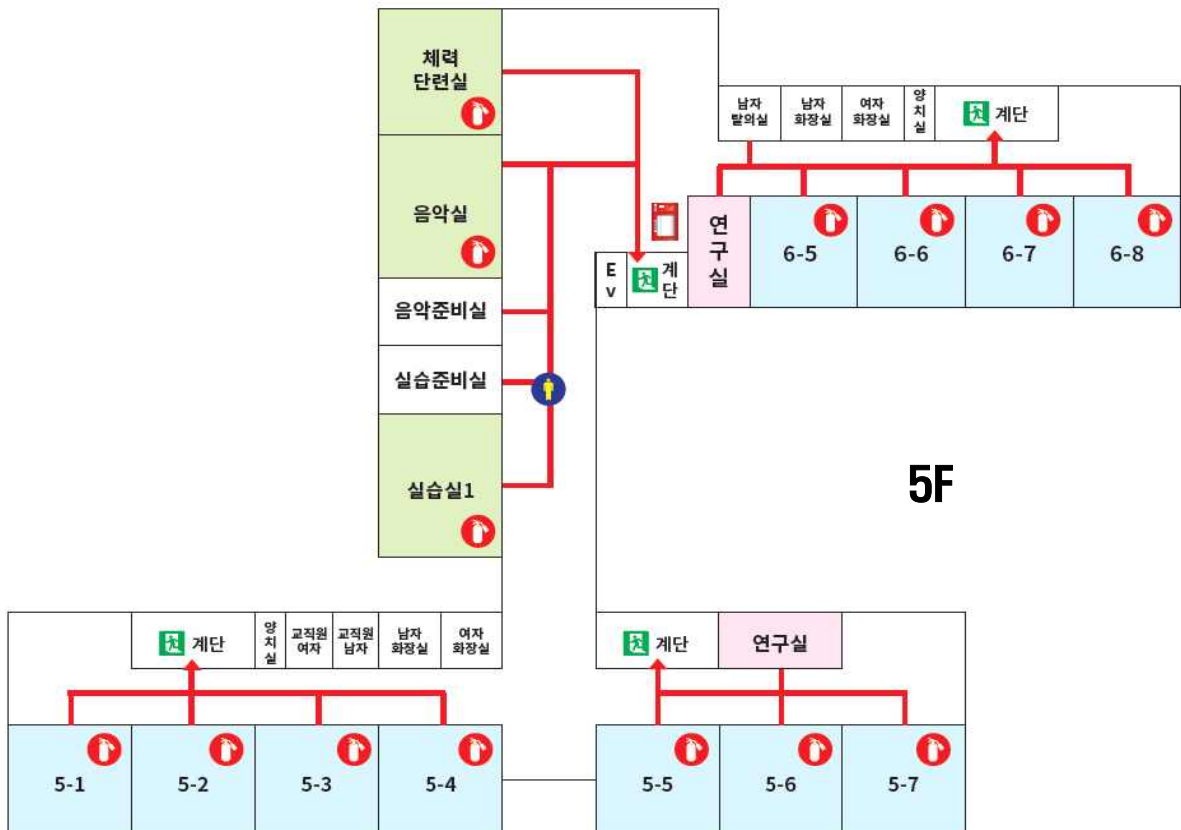 체력
단련실
음악실
음악준비실
실습준비실
실습실1
남자
탈의실
남자
화장실
여자
화장실
양
치
실
계단
E
v
계
단
연
구
실
6-5
6-6
6-7
6-8
5F
계단
양
치
실
교직원
여자
교직원
남자
남자
화장실
여자
화장실
계단
연구실
5-1
5-2
5-3
5-4
5-5
5-6
5-7